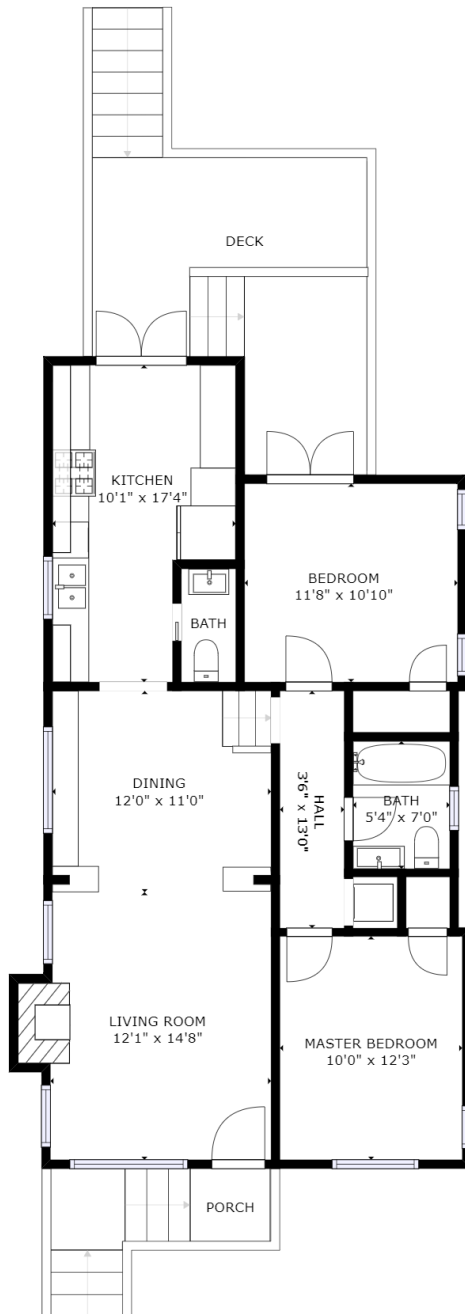 DECK
KITCHEN
10'1" x 17'4"
BEDROOM
11'8" x 10'10"
BATH
DINING
12'0" x 11'0"
HALL
3'6" x 13'0"
BATH
5'4" x 7'0"
LIVING ROOM
12'1" x 14'8"
MASTER BEDROOM
10'0" x 12'3"
PORCH